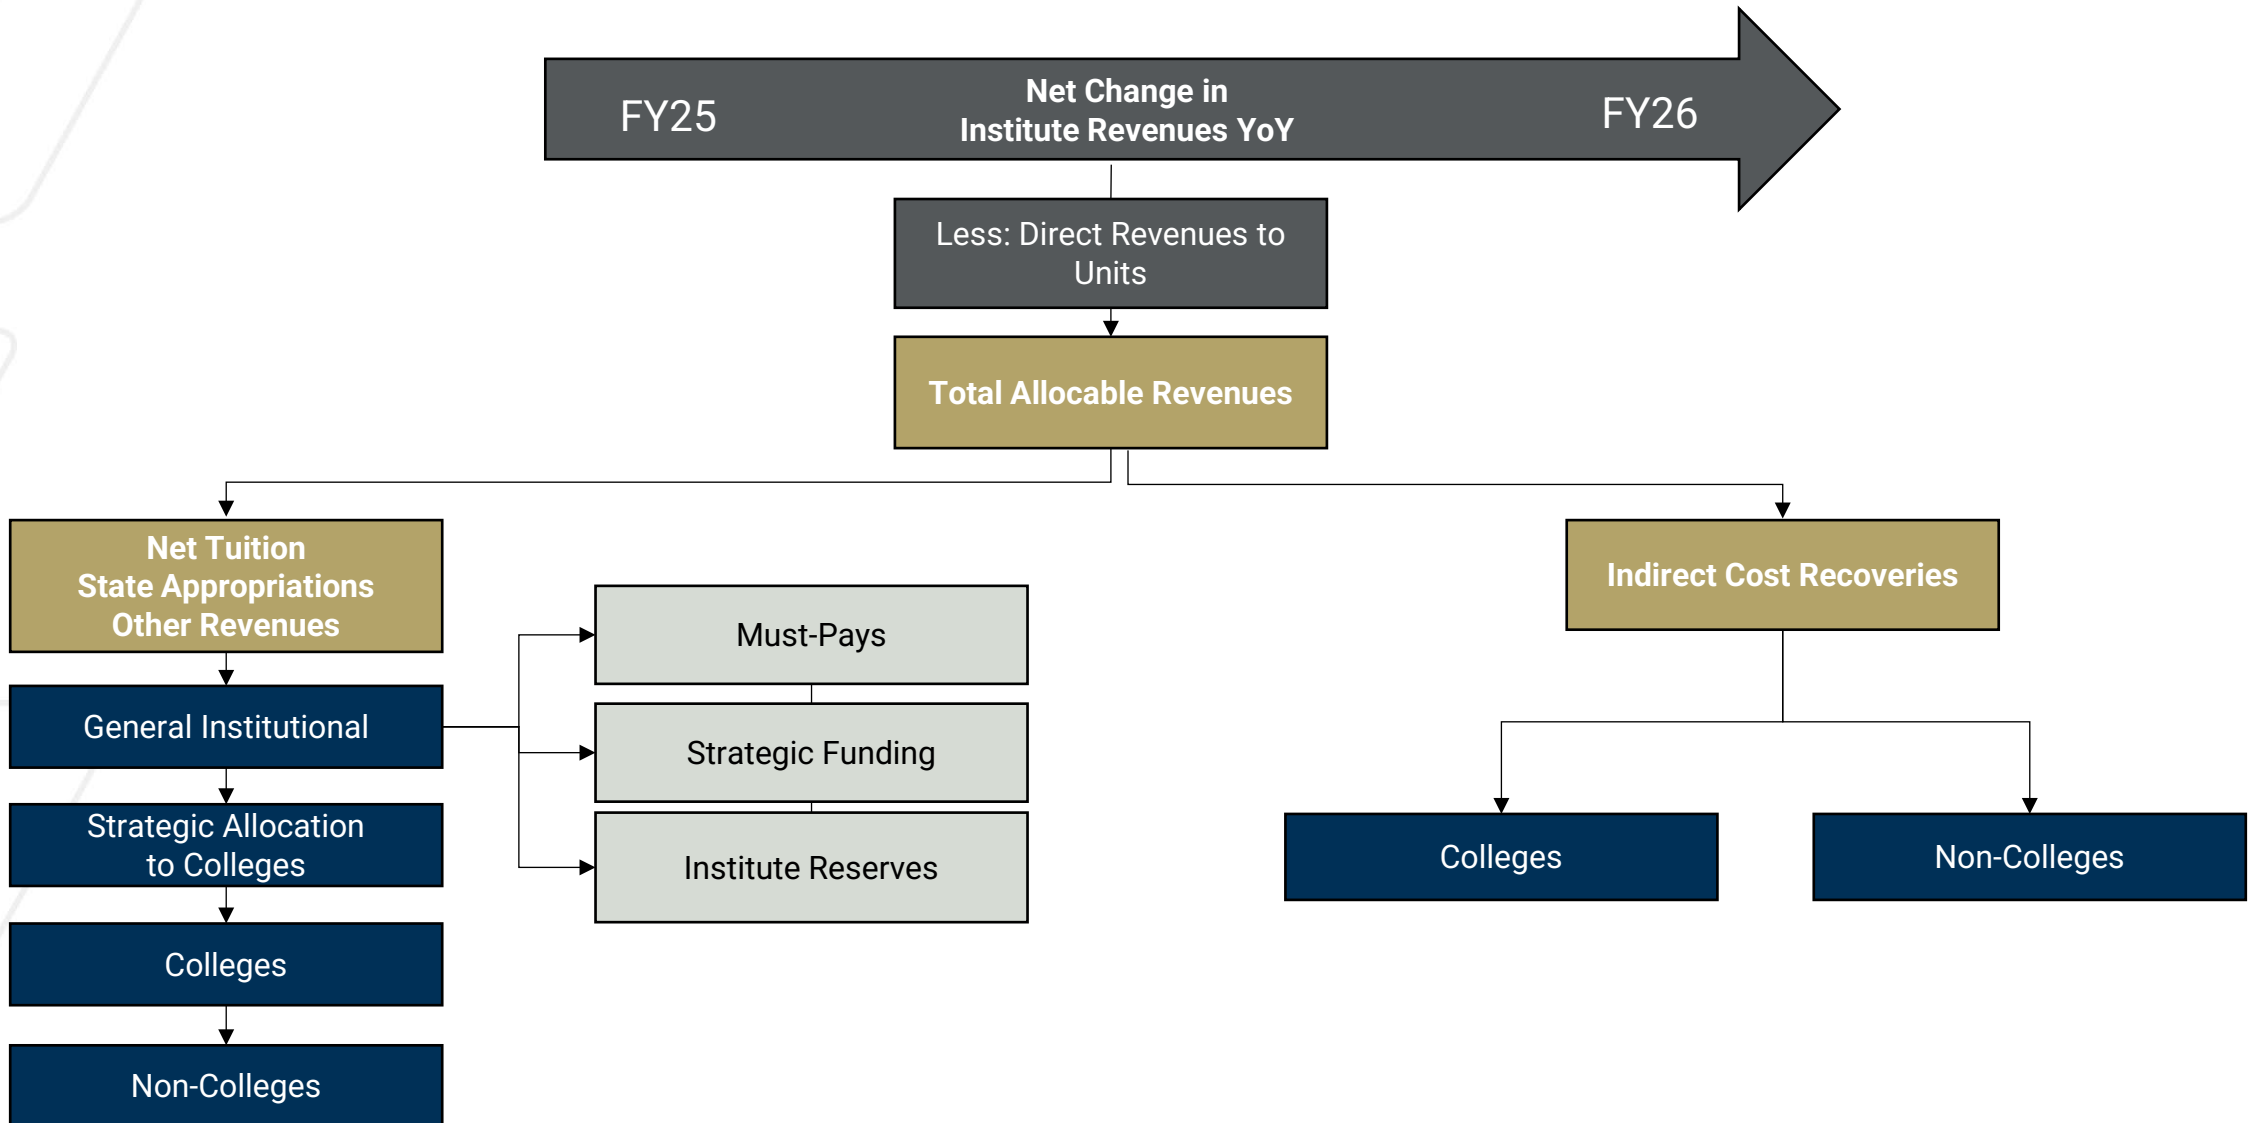 FY25
Net Change in
Institute Revenues YoY
FY26
Less: Direct Revenues to
Units
Total Allocable Revenues
Net Tuition
State Appropriations
Other Revenues
Indirect Cost Recoveries
Must-Pays
General Institutional
Strategic Funding
Strategic Allocation
to Colleges
Institute Reserves
Colleges
Non-Colleges
Colleges
Non-Colleges